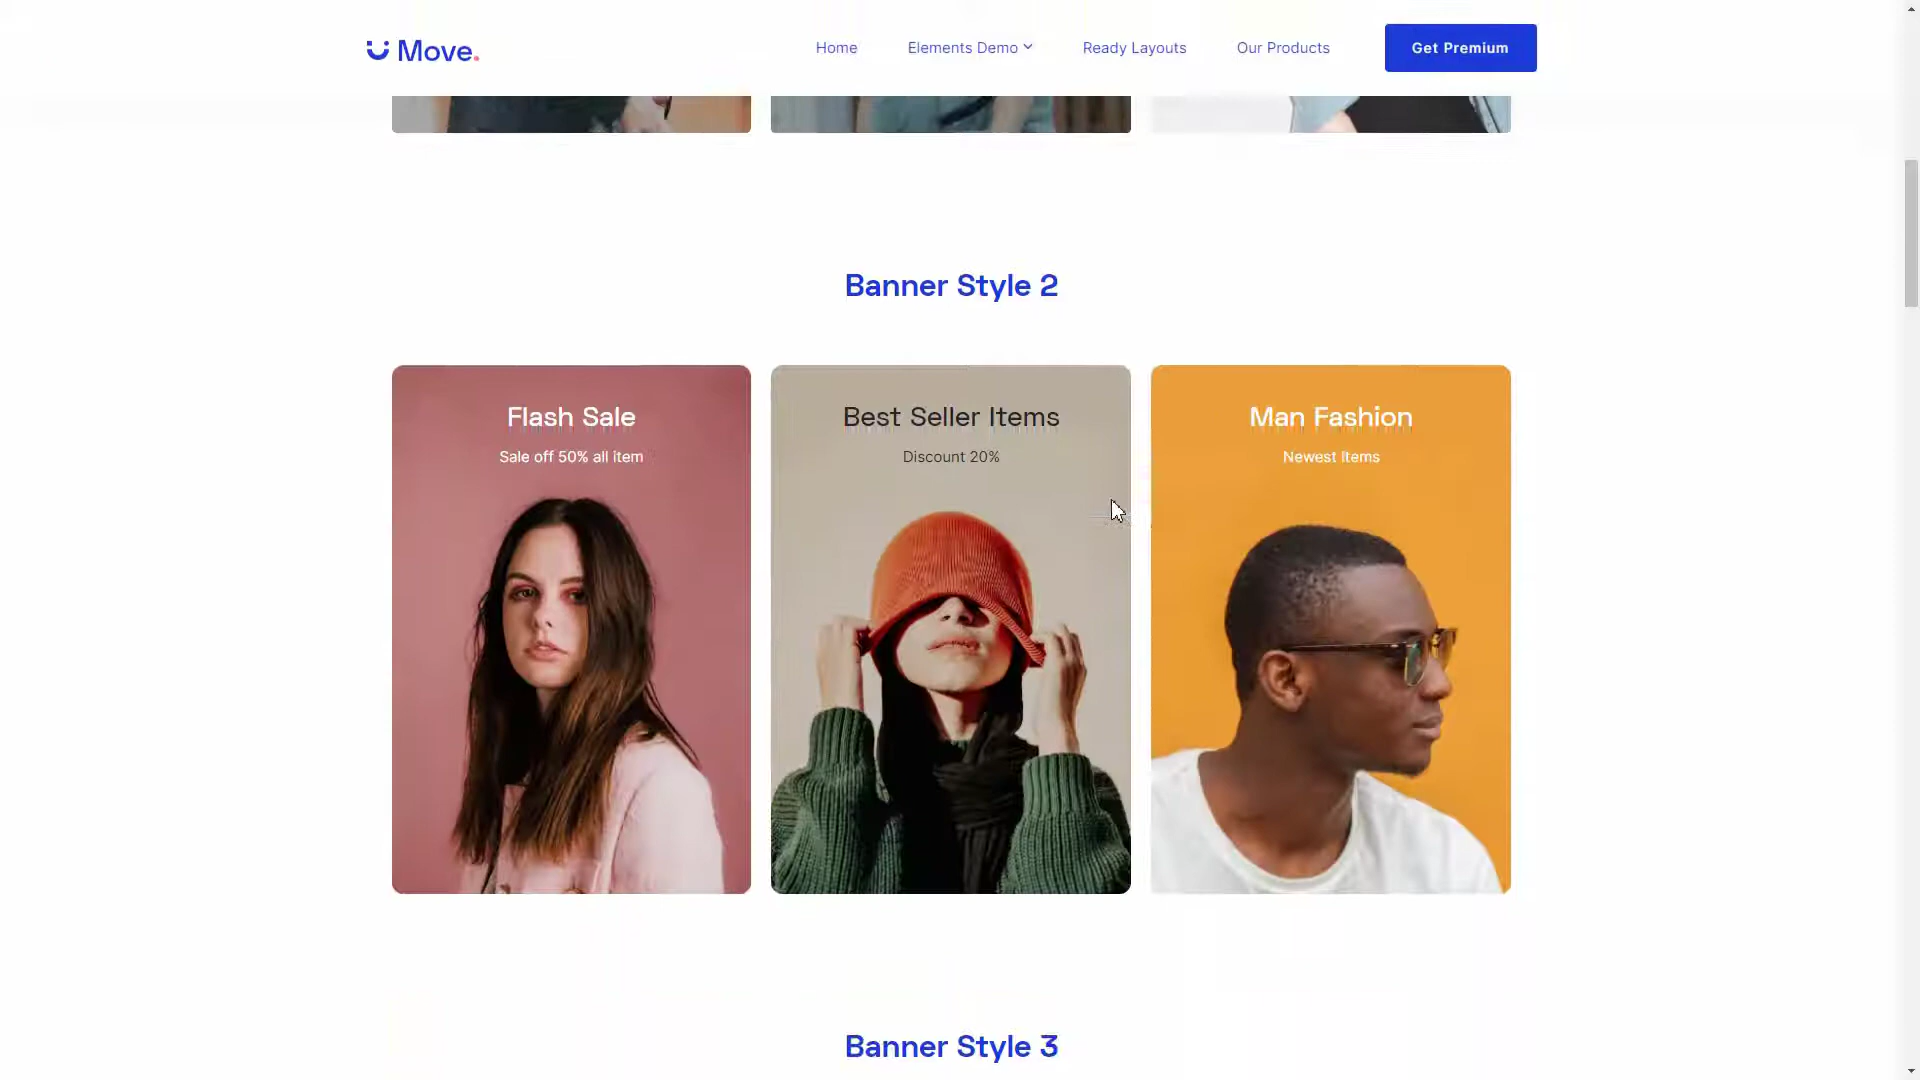 Move.
Home
Elements Demo
Ready Layouts
Our Products
Get Premium
Banner Style 2
Flash Sale
Sale off 50% all item
Best Seller Items
Discount 20%
Man Fashion
Newest Items
Banner Style 3